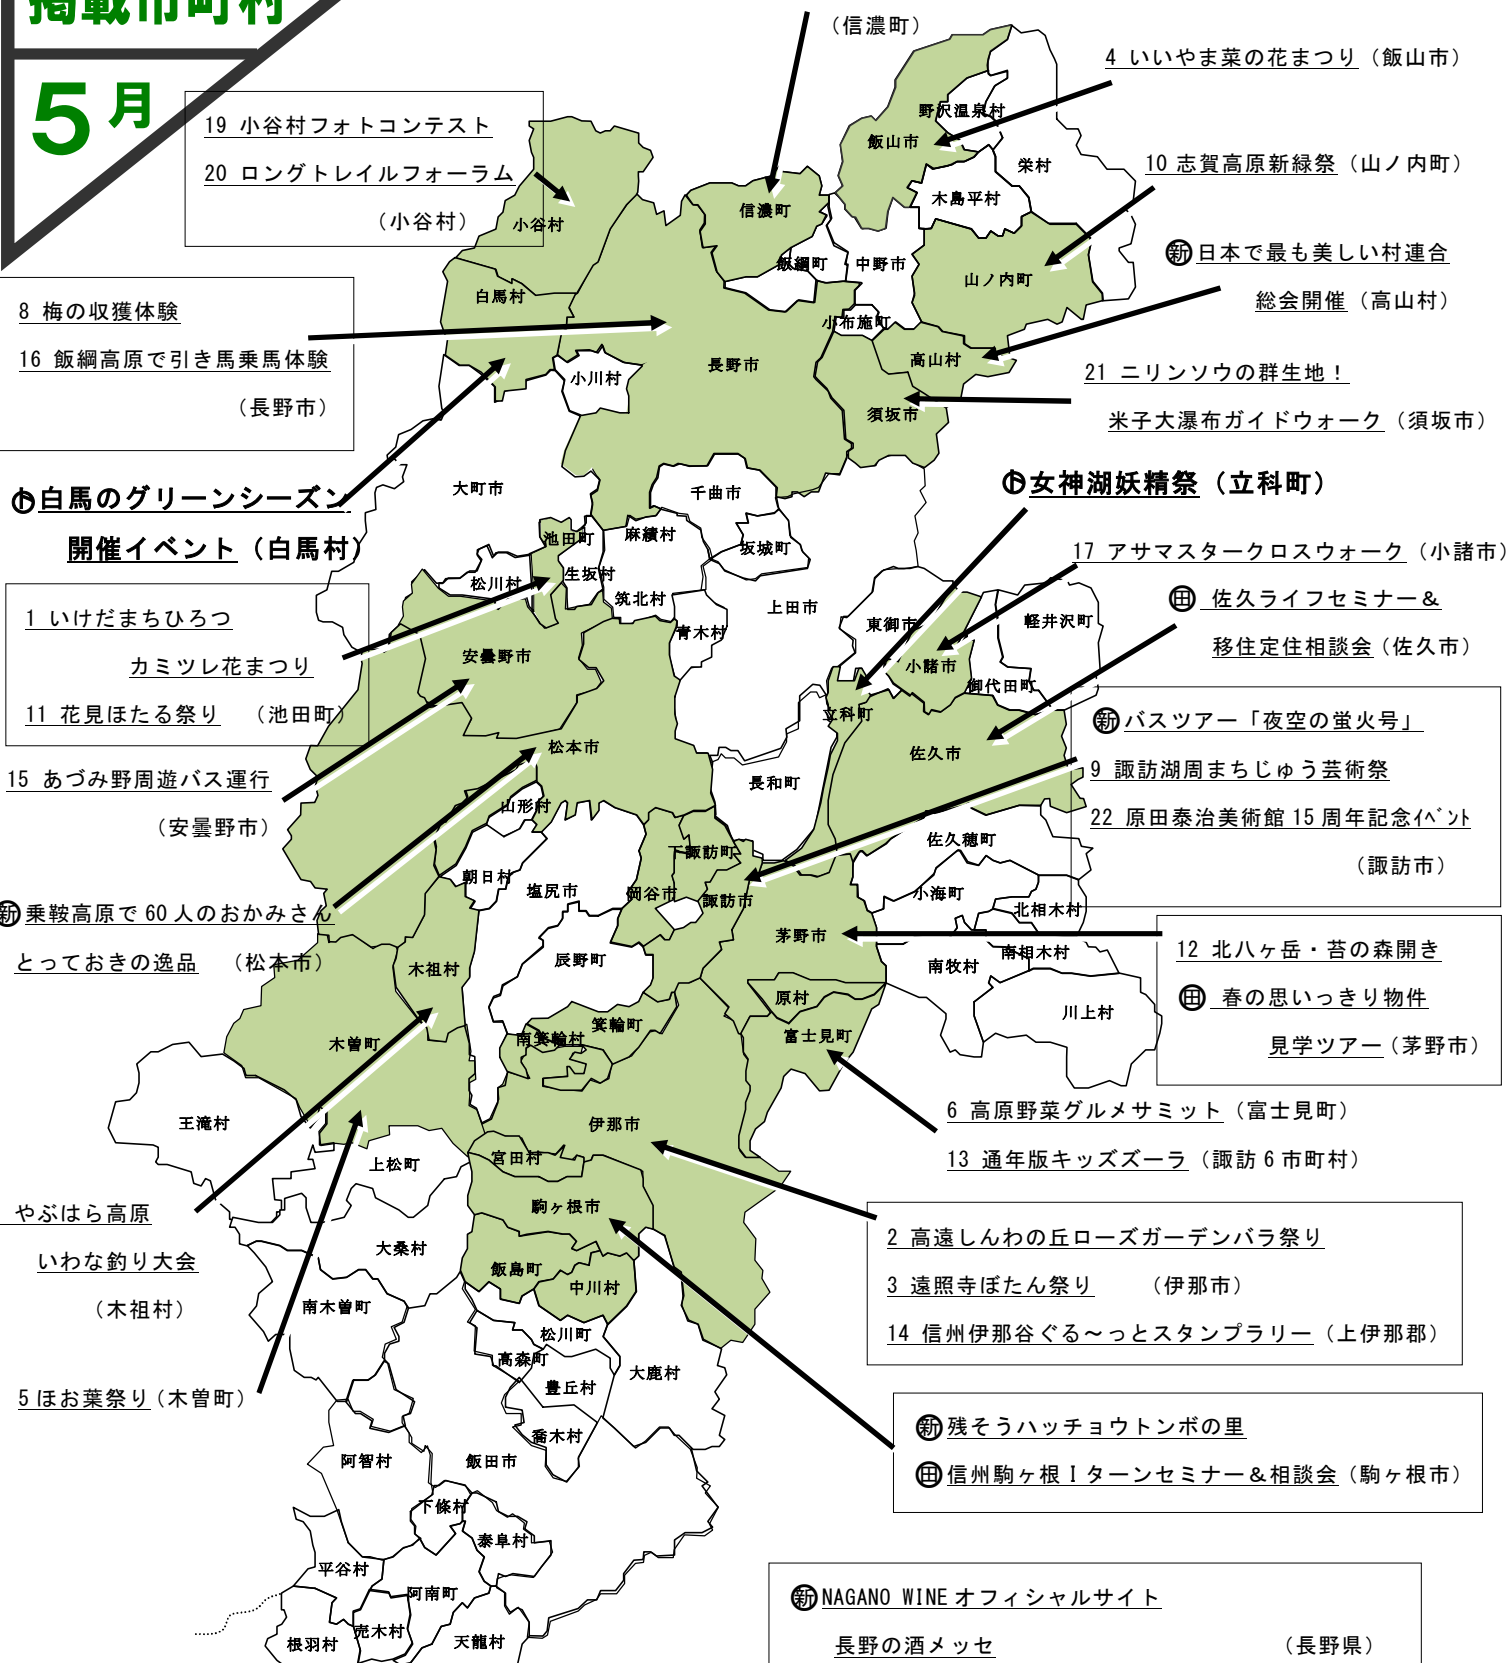 掲載市町村
5月
（信濃町）
4 いいやま菜の花まつり（飯山市）
19 小谷村フォトコンテスト
20 ロングトレイルフォーラム
（小谷村）
10 志賀高原新緑祭（山ノ内町）
新 日本で最も美しい村連合
総会開催（高山村）
8 梅の収獲体験
16 飯綱高原で引き馬乗馬体験
（長野市）
21 ニリンソウの群生地！
米子大瀑布ガイドウォーク（須坂市）
ト 白馬のグリーンシーズン
開催イベント（白馬村）
ト 女神湖妖精祭（立科町）
17 アサマスタークロスウォーク（小諸市）
田 佐久ライフセミナー＆
移住定住相談会（佐久市）
1 いけだまちひろつ
カミツレ花まつり
11 花見ほたる祭り （池田町）
新 バスツアー「夜空の蛍火号」
9 諏訪湖周まちじゅう芸術祭
22 原田泰治美術館 15 周年記念ｲﾍﾞﾝﾄ
（諏訪市）
15 あづみ野周遊バス運行
（安曇野市）
新 乗鞍高原で 60 人のおかみさん
とっておきの逸品 （松本市）
12 北八ヶ岳・苔の森開き
田 春の思いっきり物件
見学ツアー（茅野市）
6 高原野菜グルメサミット（富士見町）
13 通年版キッズズーラ（諏訪 6 市町村）
やぶはら高原
いわな釣り大会
（木祖村）
2 高遠しんわの丘ローズガーデンバラ祭り
3 遠照寺ぼたん祭り （伊那市）
14 信州伊那谷ぐる～っとスタンプラリー（上伊那郡）
5 ほお葉祭り（木曽町）
新 残そうハッチョウトンボの里
田 信州駒ヶ根Ｉターンセミナー＆相談会（駒ヶ根市）
新 NAGANO WINE オフィシャルサイト
長野の酒メッセ （長野県）
野沢温泉村
飯山市
栄村
木島平村
信濃町
小谷村
飯綱町
中野市
山ノ内町
白馬村
小布施町
高山村
長野市
小川村
須坂市
大町市
千曲市
池田町
麻績村
坂城町
生坂村
松川村
筑北村
上田市
青木村
東御市
軽井沢町
安曇野市
小諸市
御代田町
立科町
松本市
佐久市
長和町
山形村
佐久穂町
下諏訪町
朝日村
塩尻市
岡谷市
諏訪市
小海町
北相木村
茅野市
辰野町
木祖村
南牧村
南相木村
原村
川上村
箕輪町
南箕輪村
富士見町
木曽町
王滝村
伊那市
上松町
宮田村
駒ヶ根市
大桑村
飯島町
中川村
南木曽町
松川町
高森町
大鹿村
豊丘村
喬木村
阿智村
飯田市
下條村
泰阜村
平谷村
阿南町
売木村
根羽村
天龍村